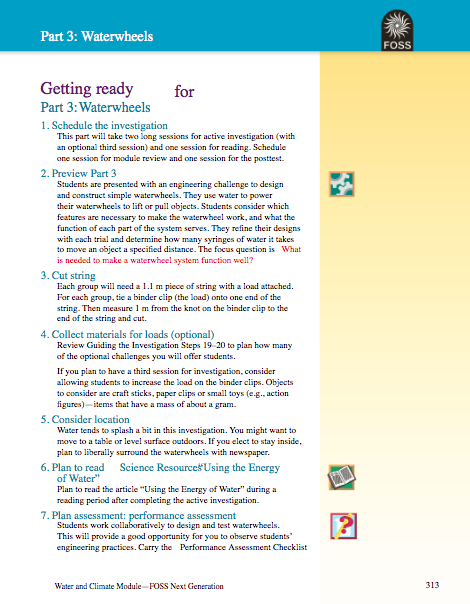 Part 3: Waterwheels
FOSS
Getting ready for
Part 3: Waterwheels
1. Schedule the investigation
This part will take two long sessions for active investigation (with
an optional third session) and one session for reading. Schedule
one session for module review and one session for the posttest.
2. Preview Part 3
Students are presented with an engineering challenge to design
and construct simple waterwheels. They use water to power
their waterwheels to lift or pull objects. Students consider which
features are necessary to make the waterwheel work, and what the
function of each part of the system serves. They refine their designs
with each trial and determine how many syringes of water it takes
to move an object a specified distance. The focus question is What
is needed to make a waterwheel system function well?
3. Cut string
Each group will need a 1.1 m piece of string with a load attached.
For each group, tie a binder clip (the load) onto one end of the
string. Then measure 1 m from the knot on the binder clip to the
end of the string and cut.
4. Collect materials for loads (optional)
Review Guiding the Investigation Steps 19–20 to plan how many
of the optional challenges you will offer students.
If you plan to have a third session for investigation, consider
allowing students to increase the load on the binder clips. Objects
to consider are craft sticks, paper clips or small toys (e.g., action
figures)—items that have a mass of about a gram.
5. Consider location
Water tends to splash a bit in this investigation. You might want to
move to a table or level surface outdoors. If you elect to stay inside,
plan to liberally surround the waterwheels with newspaper.
6. Plan to read Science Resources: "Using the Energy
of Water"
Plan to read the article "Using the Energy of Water" during a
reading period after completing the active investigation.
7. Plan assessment: performance assessment
Students work collaboratively to design and test waterwheels.
This will provide a good opportunity for you to observe students'
engineering practices. Carry the Performance Assessment Checklist
Water and Climate Module—FOSS Next Generation
313